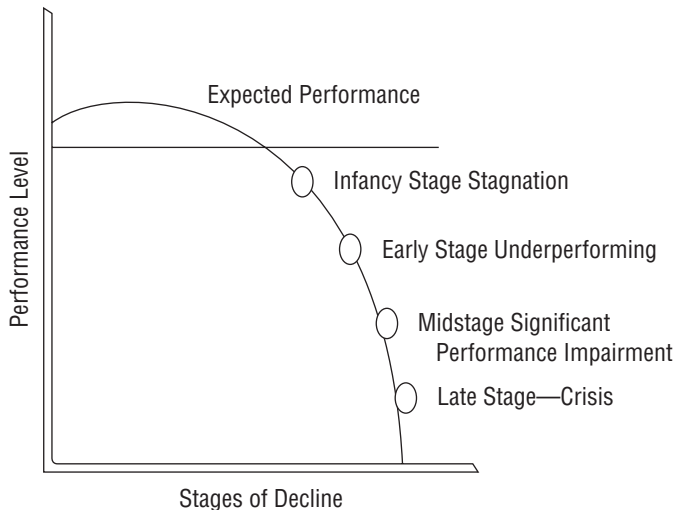 Expected Performance
Performance Level
Infancy Stage Stagnation
Early Stage Underperforming
Midstage Significant
Performance Impairment
Late Stage—Crisis
Stages of Decline